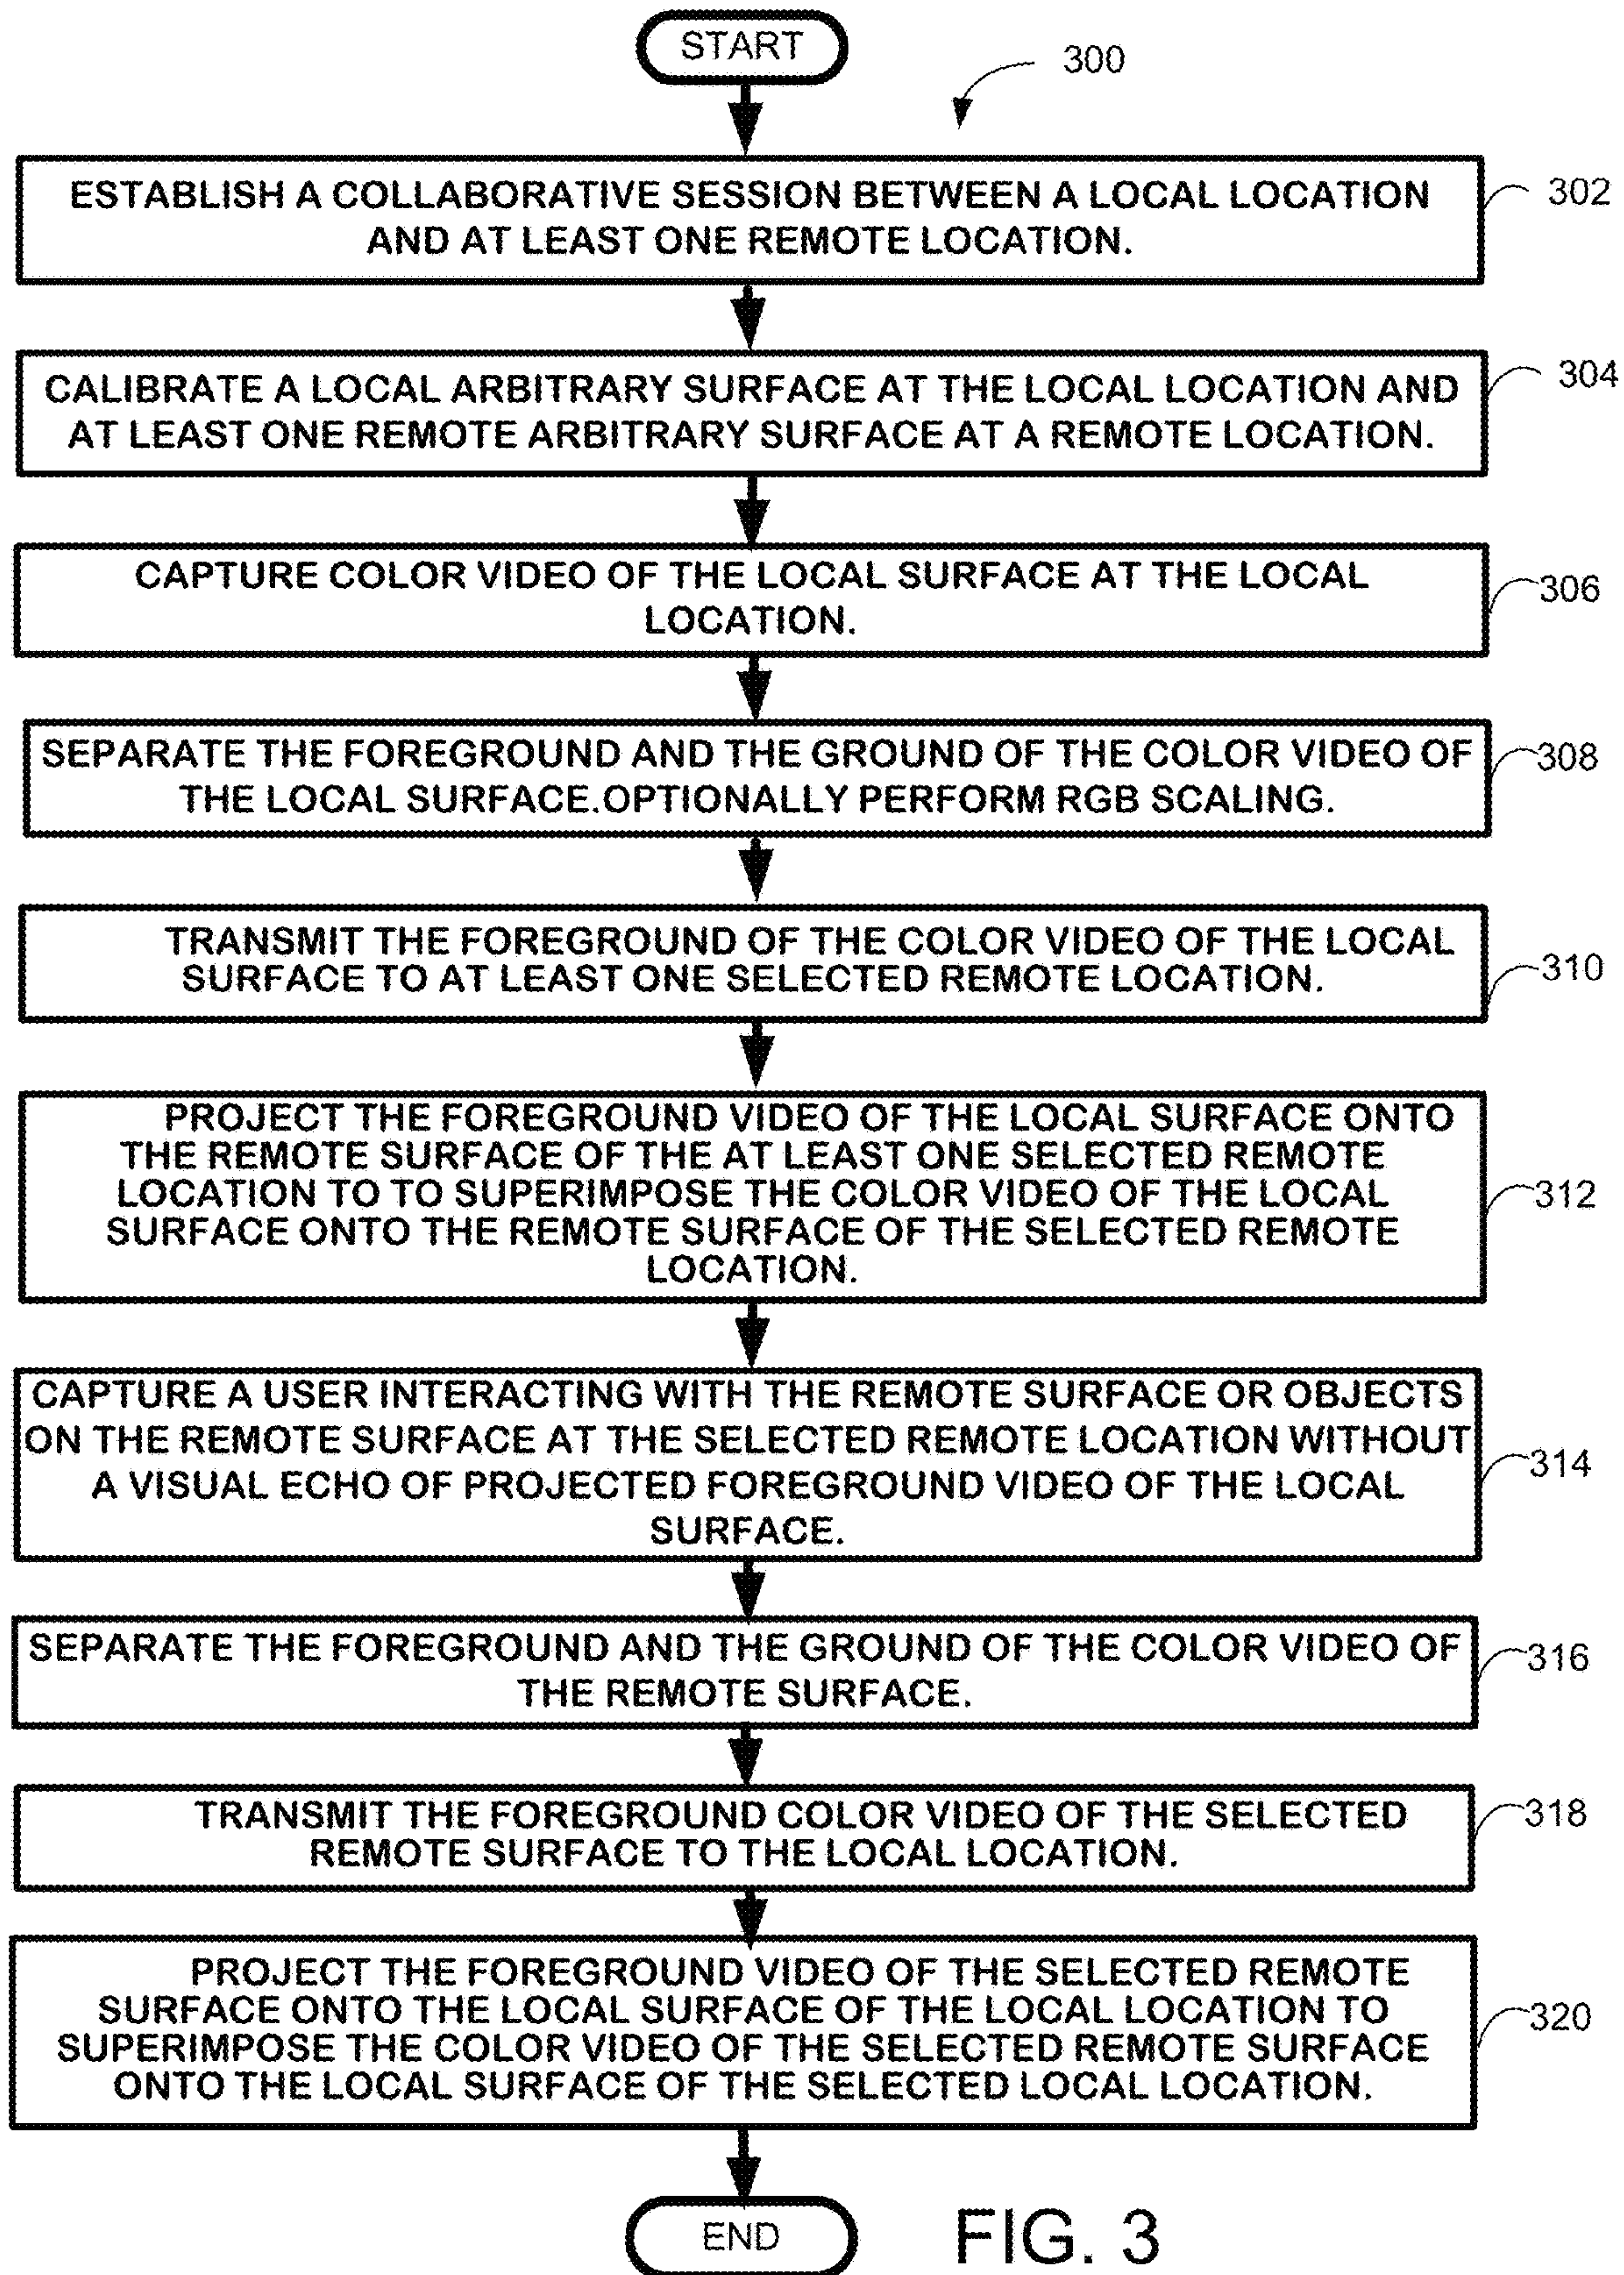 START
300
ESTABLISH A COLLABORATIVE SESSION BETWEEN A LOCAL LOCATION
AND AT LEAST ONE REMOTE LOCATION.
302
CALIBRATE A LOCAL ARBITRARY SURFACE AT THE LOCAL LOCATION AND
AT LEAST ONE REMOTE ARBITRARY SURFACE AT A REMOTE LOCATION.
304
CAPTURE COLOR VIDEO OF THE LOCAL SURFACE AT THE LOCAL
LOCATION.
306
SEPARATE THE FOREGROUND AND THE GROUND OF THE COLOR VIDEO OF
THE LOCAL SURFACE.OPTIONALLY PERFORM RGB SCALING.
308
TRANSMIT THE FOREGROUND OF THE COLOR VIDEO OF THE LOCAL
SURFACE TO AT LEAST ONE SELECTED REMOTE LOCATION.
310
PROJECT THE FOREGROUND VIDEO OF THE LOCAL SURFACE ONTO
THE REMOTE SURFACE OF THE AT LEAST ONE SELECTED REMOTE
LOCATION TO TO SUPERIMPOSE THE COLOR VIDEO OF THE LOCAL
SURFACE ONTO THE REMOTE SURFACE OF THE SELECTED REMOTE
LOCATION.
312
CAPTURE A USER INTERACTING WITH THE REMOTE SURFACE OR OBJECTS
ON THE REMOTE SURFACE AT THE SELECTED REMOTE LOCATION WITHOUT
A VISUAL ECHO OF PROJECTED FOREGROUND VIDEO OF THE LOCAL
SURFACE.
314
SEPARATE THE FOREGROUND AND THE GROUND OF THE COLOR VIDEO OF
THE REMOTE SURFACE.
316
TRANSMIT THE FOREGROUND COLOR VIDEO OF THE SELECTED
REMOTE SURFACE TO THE LOCAL LOCATION.
318
PROJECT THE FOREGROUND VIDEO OF THE SELECTED REMOTE
SURFACE ONTO THE LOCAL SURFACE OF THE LOCAL LOCATION TO
SUPERIMPOSE THE COLOR VIDEO OF THE SELECTED REMOTE SURFACE
ONTO THE LOCAL SURFACE OF THE SELECTED LOCAL LOCATION.
320
END
FIG. 3